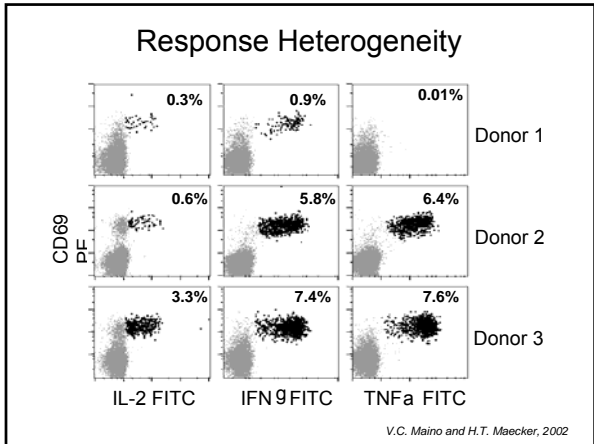 Response Heterogeneity
0.3% 0.9% 0.01%
Donor 1
0.6% 5.8% 6.4%
Donor 2
CD69
PE
3.3% 7.4% 7.6%
Donor 3
IL-2 FITC IFN g FITC TNFa FITC
V.C. Maino and H.T. Maecker, 2002